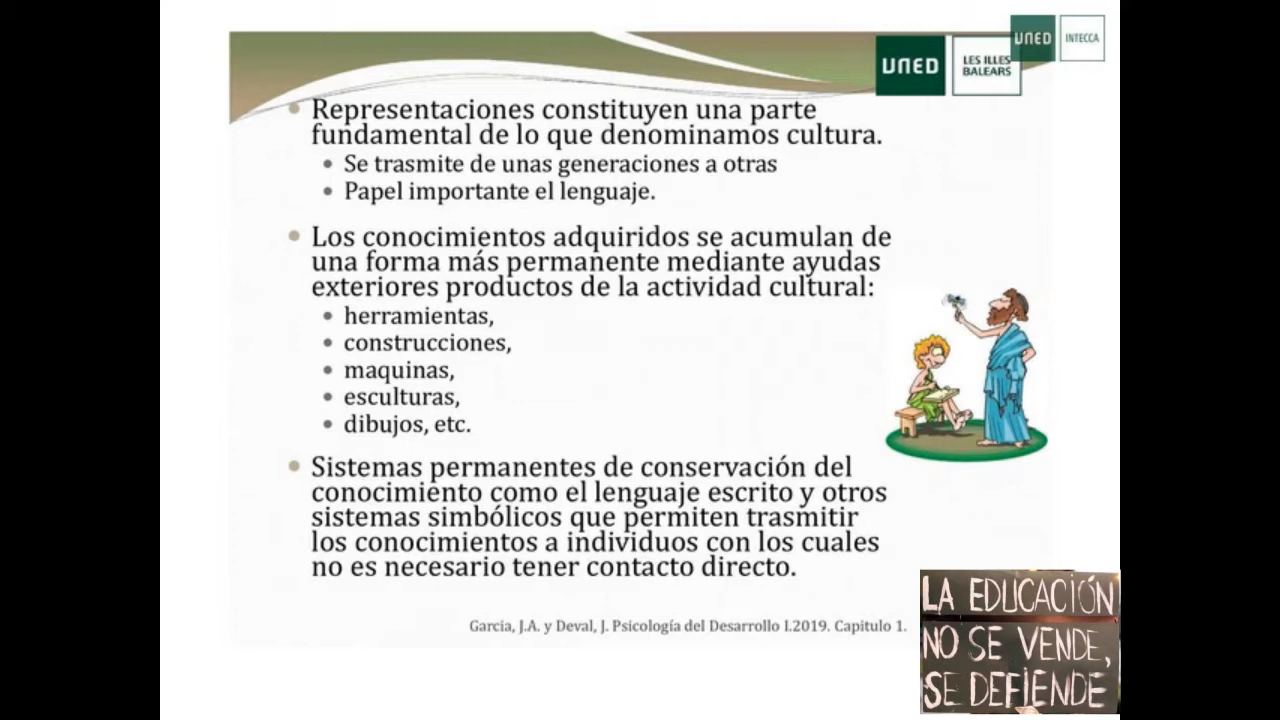 UNED
INTECCA
UNED
LES ILLES
BALEARS
Representaciones constituyen una parte
fundamental de lo que denominamos cultura.
Se trasmite de unas generaciones a otras
Papel importante el lenguaje.
Los conocimientos adquiridos se acumulan de
una forma más permanente mediante ayudas
exteriores productos de la actividad cultural:
herramientas,
construcciones,
maquinas,
esculturas,
dibujos, etc.
Sistemas permanentes de conservación del
conocimiento como el lenguaje escrito y otros
sistemas simbólicos que permiten trasmitir
los conocimientos a individuos con los cuales
no es necesario tener contacto directo.
Garcia, J.A. y Deval, J. Psicología del Desarrollo I.2019. Capitulo 1.
LA EDUCACIÓN
NO SE VENDE,
SE DEFIENDE